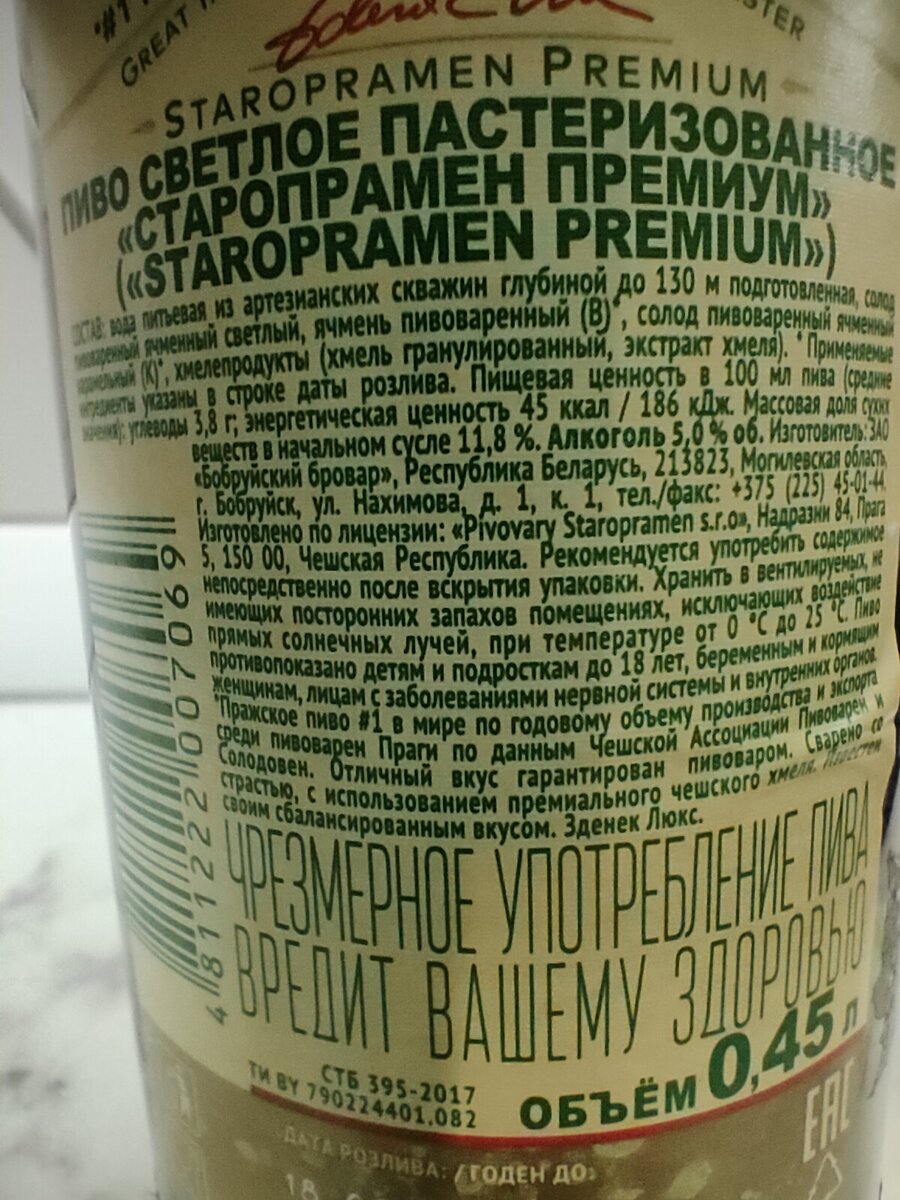 "#1
GREAT
STER
STAROPRAMEN PREMIUM
ПИВО СВЕТЛОЕ ПАСТЕРИЗОВАННОЕ
«СТАРОПРАМЕН ПРЕМИУМ»
(«STAROPRAMEN PREMIUM»)
СОСТАВ: вода питьевая из артезианских скважин глубиной до 130 м подготовленная, солод
пивоваренный ячменный светлый, ячмень пивоваренный (В)*, солод пивоваренный ячменный
карамельный (К)*, хмелепродукты (хмель гранулированный, экстракт хмеля). *Применяемые
ингредиенты указаны в строке даты розлива. Пищевая ценность в 100 мл пива (средние
значения): углеводы 3,8 г; энергетическая ценность 45 ккал / 186 кДж. Массовая доля сухих
веществ в начальном сусле 11,8 %. Алкоголь 5,0 % об. Изготовитель: ЗАО
«Бобруйский бровар», Республика Беларусь, 213823, Могилевская область,
г. Бобруйск, ул. Нахимова, д. 1, к. 1, тел./факс: +375 (225) 45-01-44.
Изготовлено по лицензии: «Pivovary Staropramen s.r.o», Надразни 84, Прага
5, 150 00, Чешская Республика. Рекомендуется употребить содержимое
непосредственно после вскрытия упаковки. Хранить в вентилируемых, не
имеющих посторонних запахов помещениях, исключающих воздействие
прямых солнечных лучей, при температуре от 0 °С до 25 °С. Пиво
противопоказано детям и подросткам до 18 лет, беременным и кормящим
женщинам, лицам с заболеваниями нервной системы и внутренних органов.
*Пражское пиво #1 в мире по годовому объему производства и экспорта
среди пивоварен Праги по данным Чешской Ассоциации Пивоварен и
Солодовен. Отличный вкус гарантирован пивоваром. Сварено со
страстью, с использованием премиального чешского хмеля. Известен
своим сбалансированным вкусом. Зденек Люкс.
4 811222 007069
ЧРЕЗМЕРНОЕ УПОТРЕБЛЕНИЕ ПИВА
ВРЕДИТ ВАШЕМУ ЗДОРОВЬЮ
СТБ 395-2017
ТИ BY 790224401.082
ОБЪЁМ 0,45 л
EAC
ДАТА РОЗЛИВА: / ГОДЕН ДО:
18